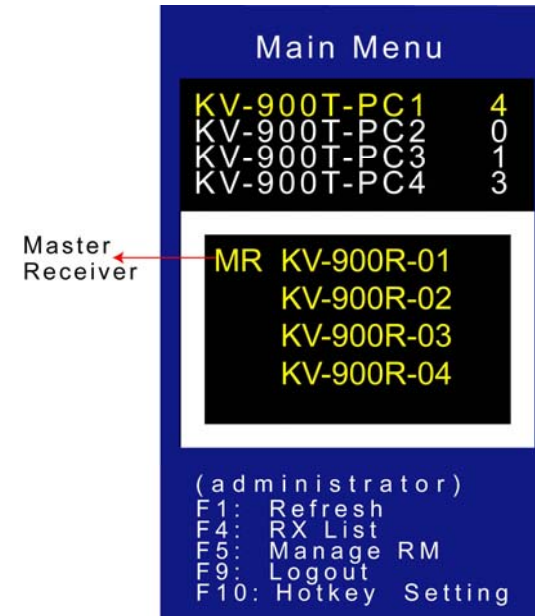 Main Menu
KV-900T-PC1 4
KV-900T-PC2 0
KV-900T-PC3 1
KV-900T-PC4 3
Master
Receiver
MR KV-900R-01
KV-900R-02
KV-900R-03
KV-900R-04
(administrator)
F1: Refresh
F4: RX List
F5: Manage RM
F9: Logout
F10: Hotkey Setting